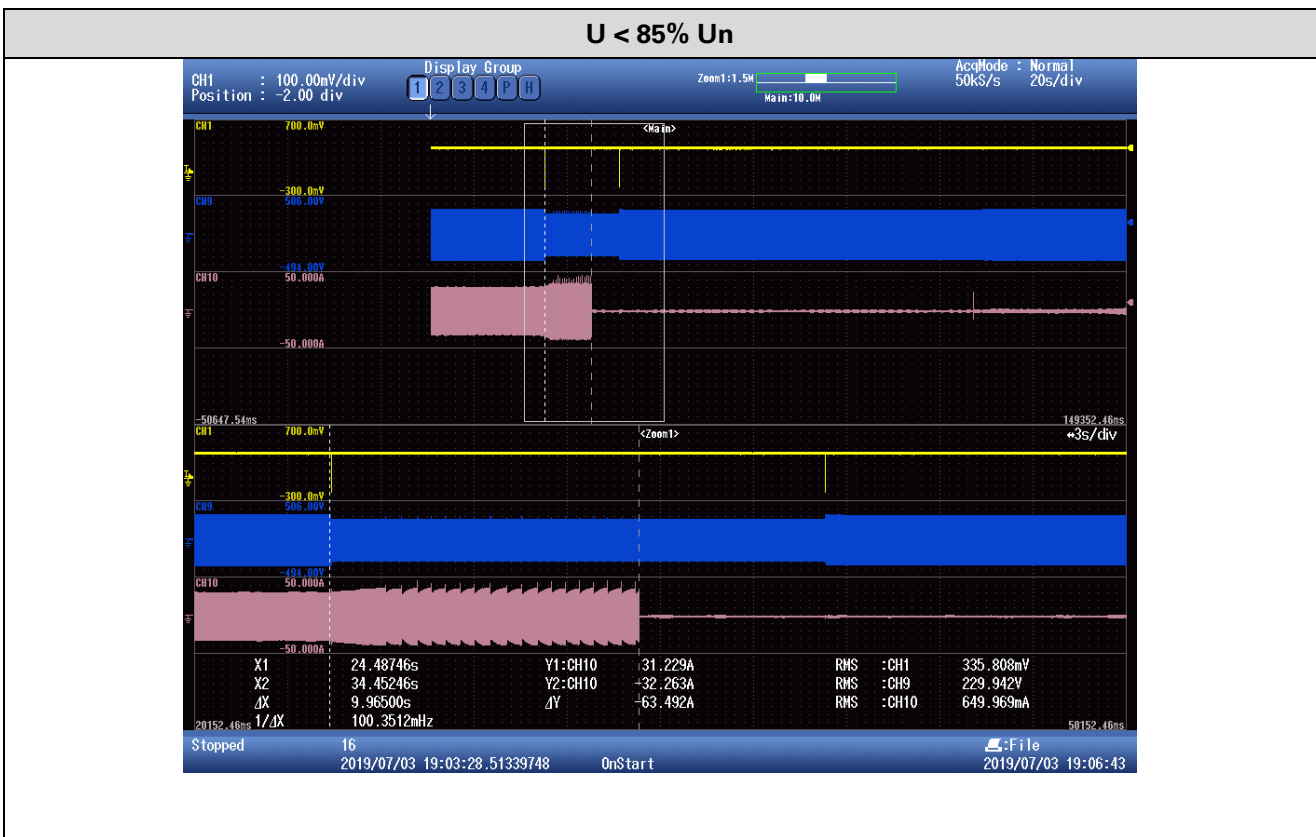 U < 85% Un
CH1 : 100.00mV/div
Position : -2.00 div
Display Group
1 2 3 4 P H
Zoom1:1.5M
Main:10.0M
AcqMode : Normal
50kS/s 20s/div
CH1 700.0mV <Main>
-300.0mV
CH9 506.00V
-494.00V
CH10 50.000A
-50.000A
-50647.54ms 149352.46ms
CH1 700.0mV <Zoom1> 3s/div
-300.0mV
CH9 506.00V
-494.00V
CH10 50.000A
-50.000A
X1 24.48746s Y1:CH10 31.229A RMS :CH1 335.808mV
X2 34.45246s Y2:CH10 -32.263A RMS :CH9 229.942V
ΔX 9.96500s ΔY -63.492A RMS :CH10 649.969mA
20152.46ms 1/ΔX 100.3512mHz 50152.46ms
Stopped 16 :File
2019/07/03 19:03:28.51339748 OnStart 2019/07/03 19:06:43